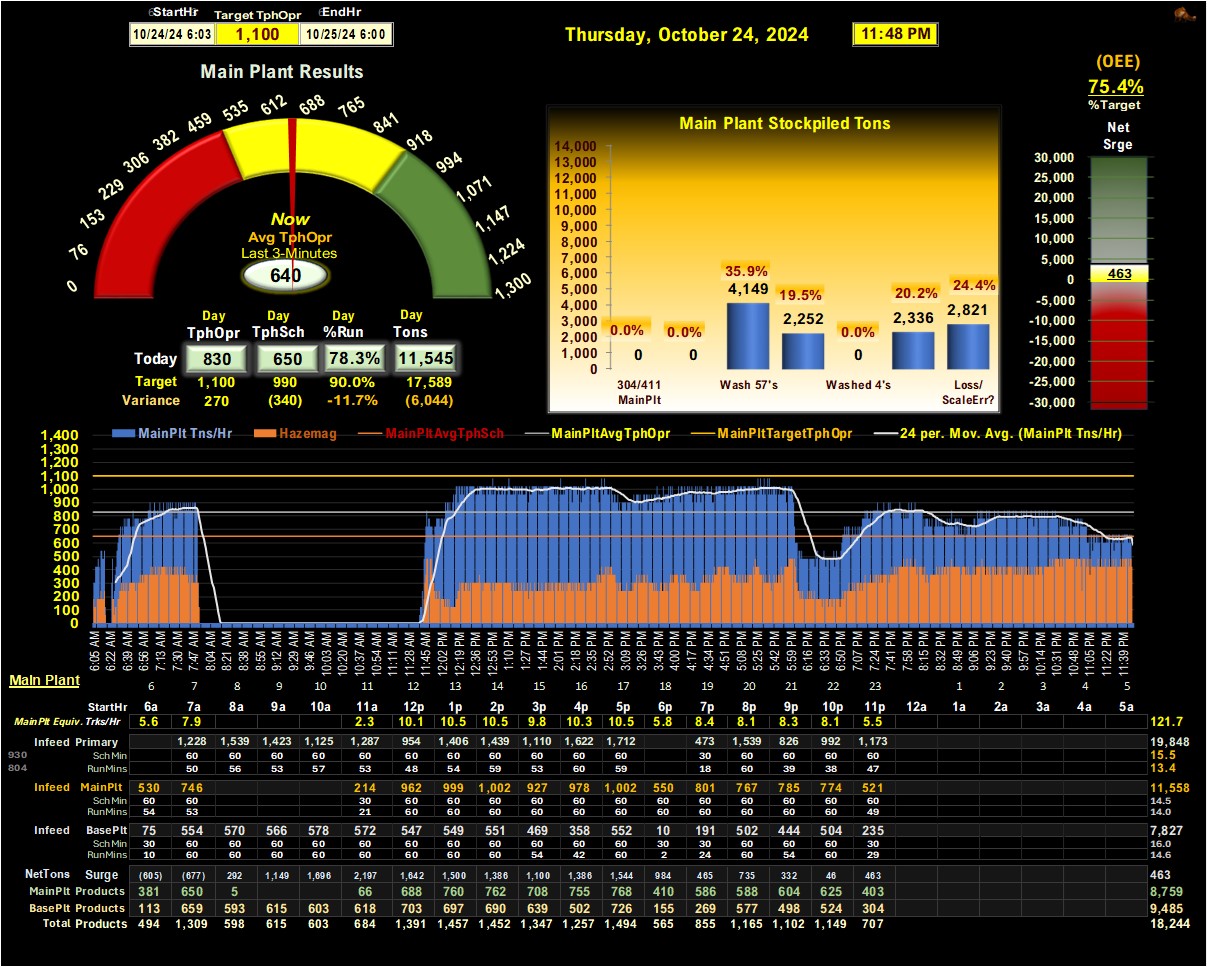 StartHr Target TphOpr EndHr
10/24/24 6:03 1,100 10/25/24 6:00
Thursday, October 24, 2024 11:48 PM
Main Plant Results
0 76 153 229 306 382 459 535 612 688 765 841 918 994 1,071 1,147 1,224 1,300
Now
Avg TphOpr
Last 3-Minutes
640
Day Day Day Day
TphOpr TphSch %Run Tons
Today 830 650 78.3% 11,545
Target 1,100 990 90.0% 17,589
Variance 270 (340) -11.7% (6,044)
Main Plant Stockpiled Tons
14,000
13,000
12,000
11,000
10,000
9,000
8,000
7,000
6,000
5,000
4,000
3,000
2,000
1,000
0
0.0% 0.0% 35.9% 19.5% 0.0% 20.2% 24.4%
0 0 4,149 2,252 0 2,336 2,821
304/411 Wash 57's Washed 4's Loss/
MainPlt ScaleErr?
(OEE)
75.4%
%Target
Net
Srge
30,000
25,000
20,000
15,000
10,000
5,000
0
-5,000
-10,000
-15,000
-20,000
-25,000
-30,000
463
MainPlt Tns/Hr Hazemag MainPltAvgTphSch MainPltAvgTphOpr MainPltTargetTphOpr 24 per. Mov. Avg. (MainPlt Tns/Hr)
1,400
1,300
1,200
1,100
1,000
900
800
700
600
500
400
300
200
100
0
6:05 AM 6:22 AM 6:39 AM 6:56 AM 7:13 AM 7:30 AM 7:47 AM 8:04 AM 8:21 AM 8:38 AM 8:55 AM 9:12 AM 9:29 AM 9:46 AM 10:03 AM 10:20 AM 10:37 AM 10:54 AM 11:11 AM 11:28 AM 11:45 AM 12:02 PM 12:19 PM 12:36 PM 12:53 PM 1:10 PM 1:27 PM 1:44 PM 2:01 PM 2:18 PM 2:35 PM 2:52 PM 3:09 PM 3:26 PM 3:43 PM 4:00 PM 4:17 PM 4:34 PM 4:51 PM 5:08 PM 5:25 PM 5:42 PM 5:59 PM 6:16 PM 6:33 PM 6:50 PM 7:07 PM 7:24 PM 7:41 PM 7:58 PM 8:15 PM 8:32 PM 8:49 PM 9:06 PM 9:23 PM 9:40 PM 9:57 PM 10:14 PM 10:31 PM 10:48 PM 11:05 PM 11:22 PM 11:39 PM
Main Plant 6 7 8 9 10 11 12 13 14 15 16 17 18 19 20 21 22 23 1 2 3 4 5
StartHr 6a 7a 8a 9a 10a 11a 12p 1p 2p 3p 4p 5p 6p 7p 8p 9p 10p 11p 12a 1a 2a 3a 4a 5a
MainPlt Equiv. Trks/Hr 5.6 7.9 2.3 10.1 10.5 10.5 9.8 10.3 10.5 5.8 8.4 8.1 8.3 8.1 5.5 121.7
Infeed Primary 1,228 1,539 1,423 1,125 1,287 954 1,406 1,439 1,110 1,622 1,712 473 1,539 826 992 1,173 19,848
930 Sch Min 60 60 60 60 60 60 60 60 60 60 60 30 60 60 60 60 15.5
804 RunMins 50 56 53 57 53 48 54 59 53 60 59 18 60 39 38 47 13.4
Infeed MainPlt 530 746 214 962 999 1,002 927 978 1,002 550 801 767 785 774 521 11,558
Sch Min 60 60 30 60 60 60 60 60 60 60 60 60 60 60 60 14.5
RunMins 54 53 21 60 60 60 60 60 60 60 60 60 60 60 49 14.0
Infeed BasePlt 75 554 570 566 578 572 547 549 551 469 358 552 10 191 502 444 504 235 7,827
Sch Min 30 60 60 60 60 60 60 60 60 60 60 60 30 30 60 60 60 30 16.0
RunMins 10 60 60 60 60 60 60 60 60 54 42 60 2 24 60 54 60 29 14.6
NetTons Surge (605) (677) 292 1,149 1,696 2,197 1,642 1,500 1,386 1,100 1,386 1,544 984 465 735 332 46 463 463
MainPlt Products 381 650 5 66 688 760 762 708 755 768 410 586 588 604 625 403 8,759
BasePlt Products 113 659 593 615 603 618 703 697 690 639 502 726 155 269 577 498 524 304 9,485
Total Products 494 1,309 598 615 603 684 1,391 1,457 1,452 1,347 1,257 1,494 565 855 1,165 1,102 1,149 707 18,244